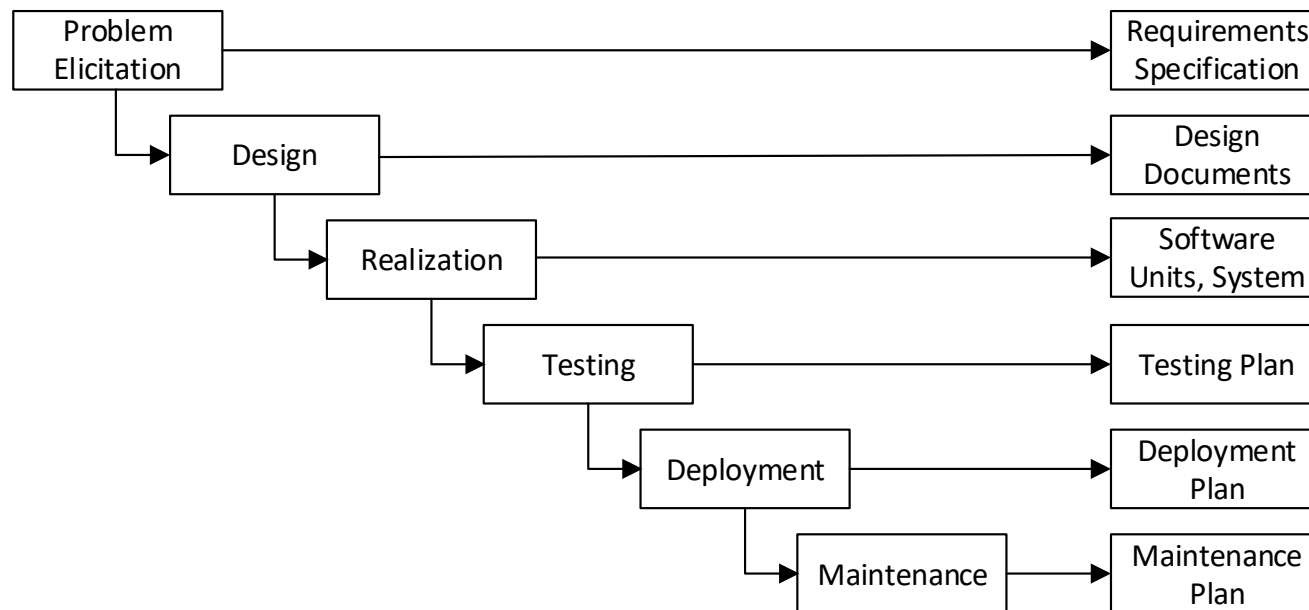 Problem
Elicitation
Requirements
Specification
Design
Design
Documents
Realization
Software
Units, System
Testing
Testing Plan
Deployment
Deployment
Plan
Maintenance
Maintenance
Plan